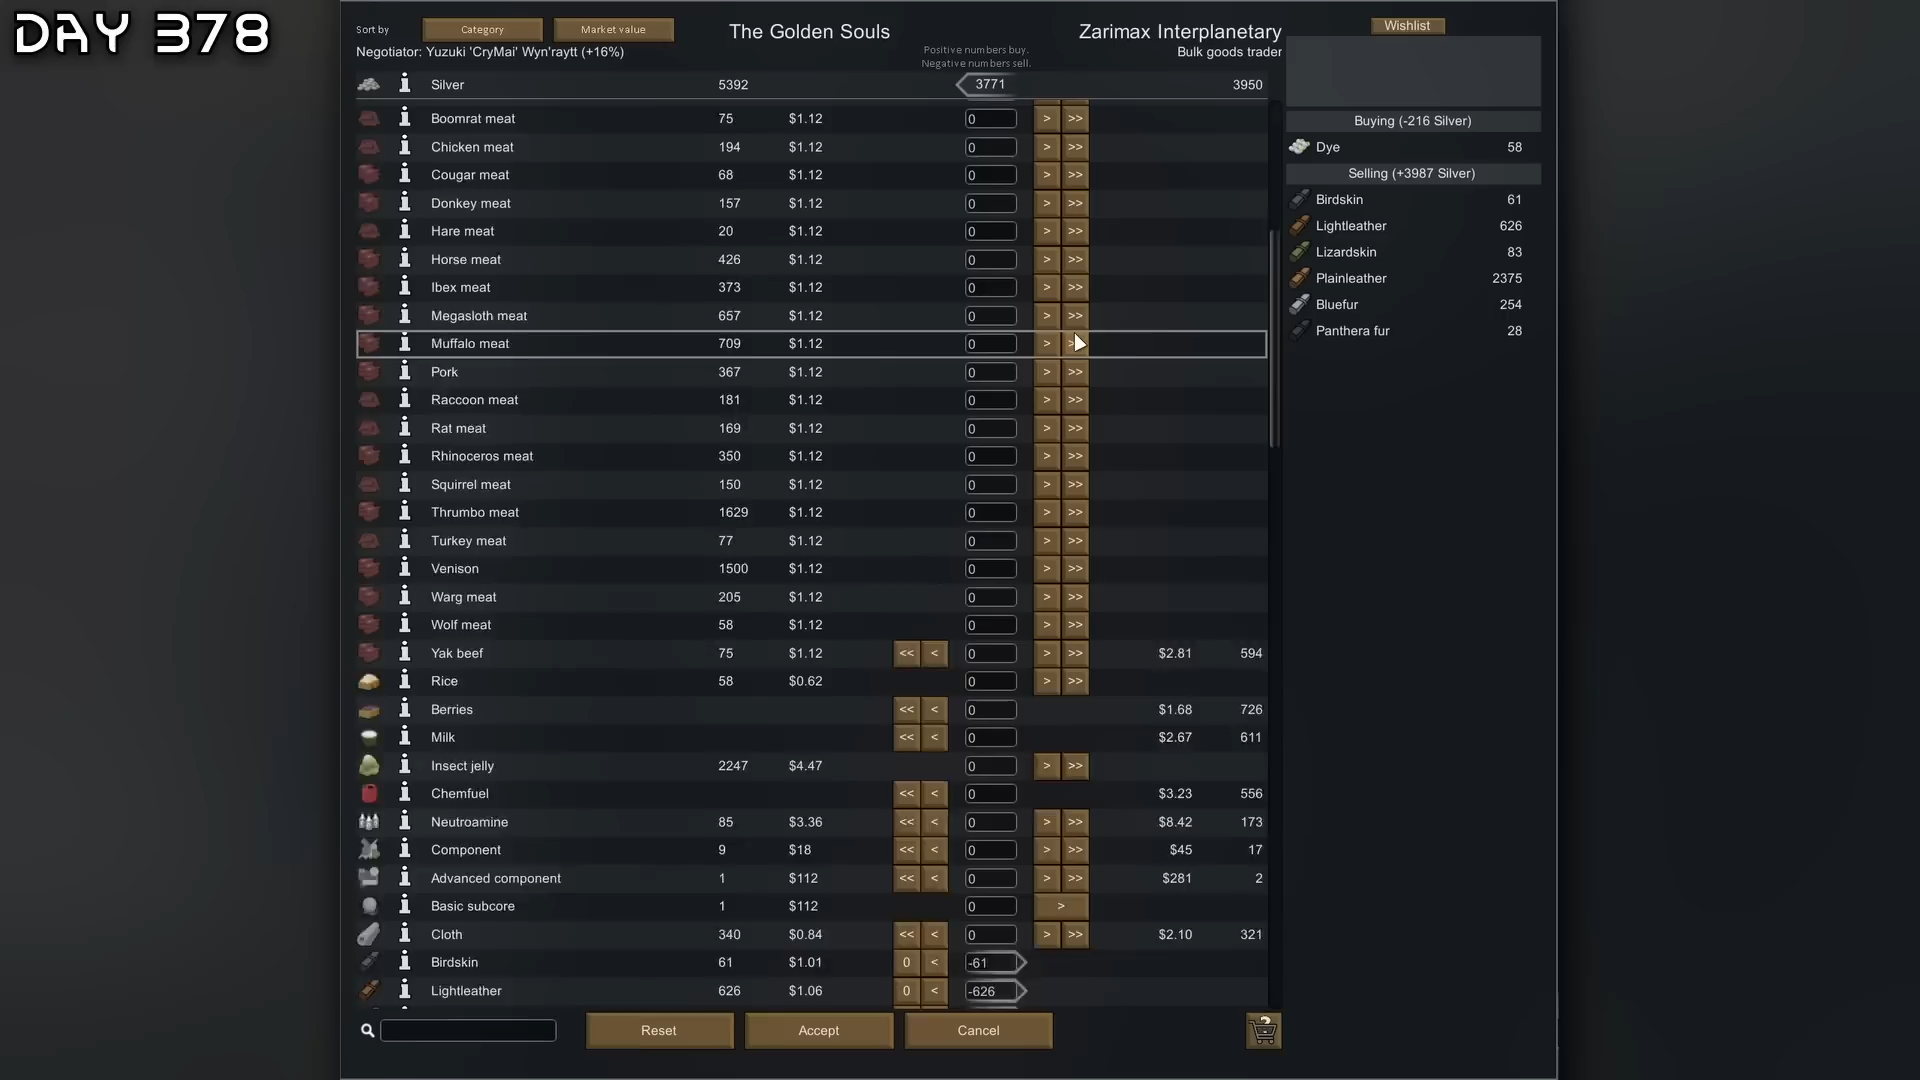 DAY 378
Sort by Category Market value The Golden Souls Zarimax Interplanetary Wishlist
Negotiator: Yuzuki 'CryMai' Wyn'raytt (+16%) Positive numbers buy. Negative numbers sell. Bulk goods trader
Silver 5392 3771 3950
Boomrat meat 75 $1.12 0 > >>
Chicken meat 194 $1.12 0 > >>
Cougar meat 68 $1.12 0 > >>
Donkey meat 157 $1.12 0 > >>
Hare meat 20 $1.12 0 > >>
Horse meat 426 $1.12 0 > >>
Ibex meat 373 $1.12 0 > >>
Megasloth meat 657 $1.12 0 > >>
Muffalo meat 709 $1.12 0 > >>
Pork 367 $1.12 0 > >>
Raccoon meat 181 $1.12 0 > >>
Rat meat 169 $1.12 0 > >>
Rhinoceros meat 350 $1.12 0 > >>
Squirrel meat 150 $1.12 0 > >>
Thrumbo meat 1629 $1.12 0 > >>
Turkey meat 77 $1.12 0 > >>
Venison 1500 $1.12 0 > >>
Warg meat 205 $1.12 0 > >>
Wolf meat 58 $1.12 0 > >>
Yak beef 75 $1.12 << < 0 > >> $2.81 594
Rice 58 $0.62 0 > >>
Berries << < 0 $1.68 726
Milk << < 0 $2.67 611
Insect jelly 2247 $4.47 0 > >>
Chemfuel << < 0 $3.23 556
Neutroamine 85 $3.36 << < 0 > >> $8.42 173
Component 9 $18 << < 0 > >> $45 17
Advanced component 1 $112 << < 0 > >> $281 2
Basic subcore 1 $112 0 >
Cloth 340 $0.84 << < 0 > >> $2.10 321
Birdskin 61 $1.01 0 < -61
Lightleather 626 $1.06 0 < -626
Reset Accept Cancel
Buying (-216 Silver)
Dye 58
Selling (+3987 Silver)
Birdskin 61
Lightleather 626
Lizardskin 83
Plainleather 2375
Bluefur 254
Panthera fur 28